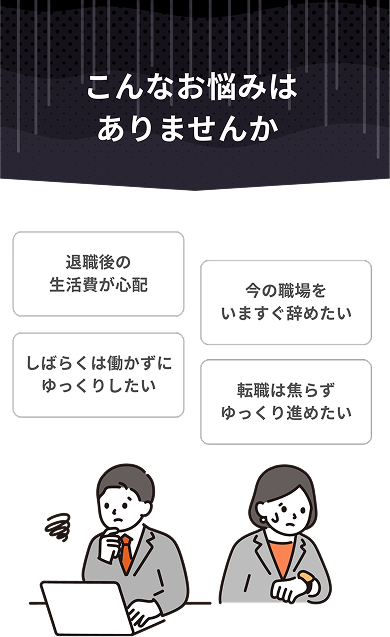 こんなお悩みは
ありませんか
退職後の
生活費が心配
今の職場を
いますぐ辞めたい
しばらくは働かずに
ゆっくりしたい
転職は焦らず
ゆっくり進めたい